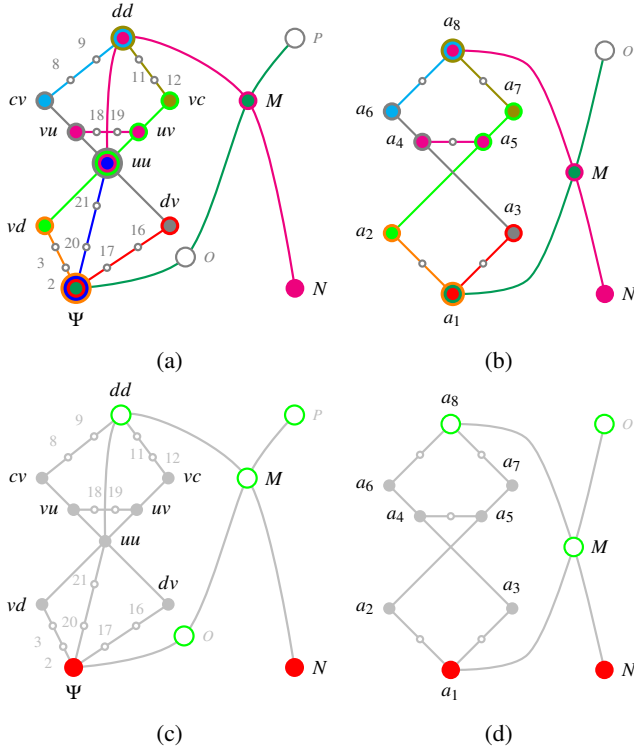 dd
P
9
8
11
12
cv
vc
M
vu
18
19
uv
uu
21
dv
vd
20
17
16
3
O
2
Ψ
N
(a)
a8
O
a7
a6
a4
a5
M
a3
a2
a1
N
(b)
dd
P
9
8
11
12
cv
vc
M
vu
18
19
uv
uu
21
dv
vd
20
17
16
3
O
2
Ψ
N
(c)
a8
O
a7
a6
a4
a5
M
a3
a2
a1
N
(d)